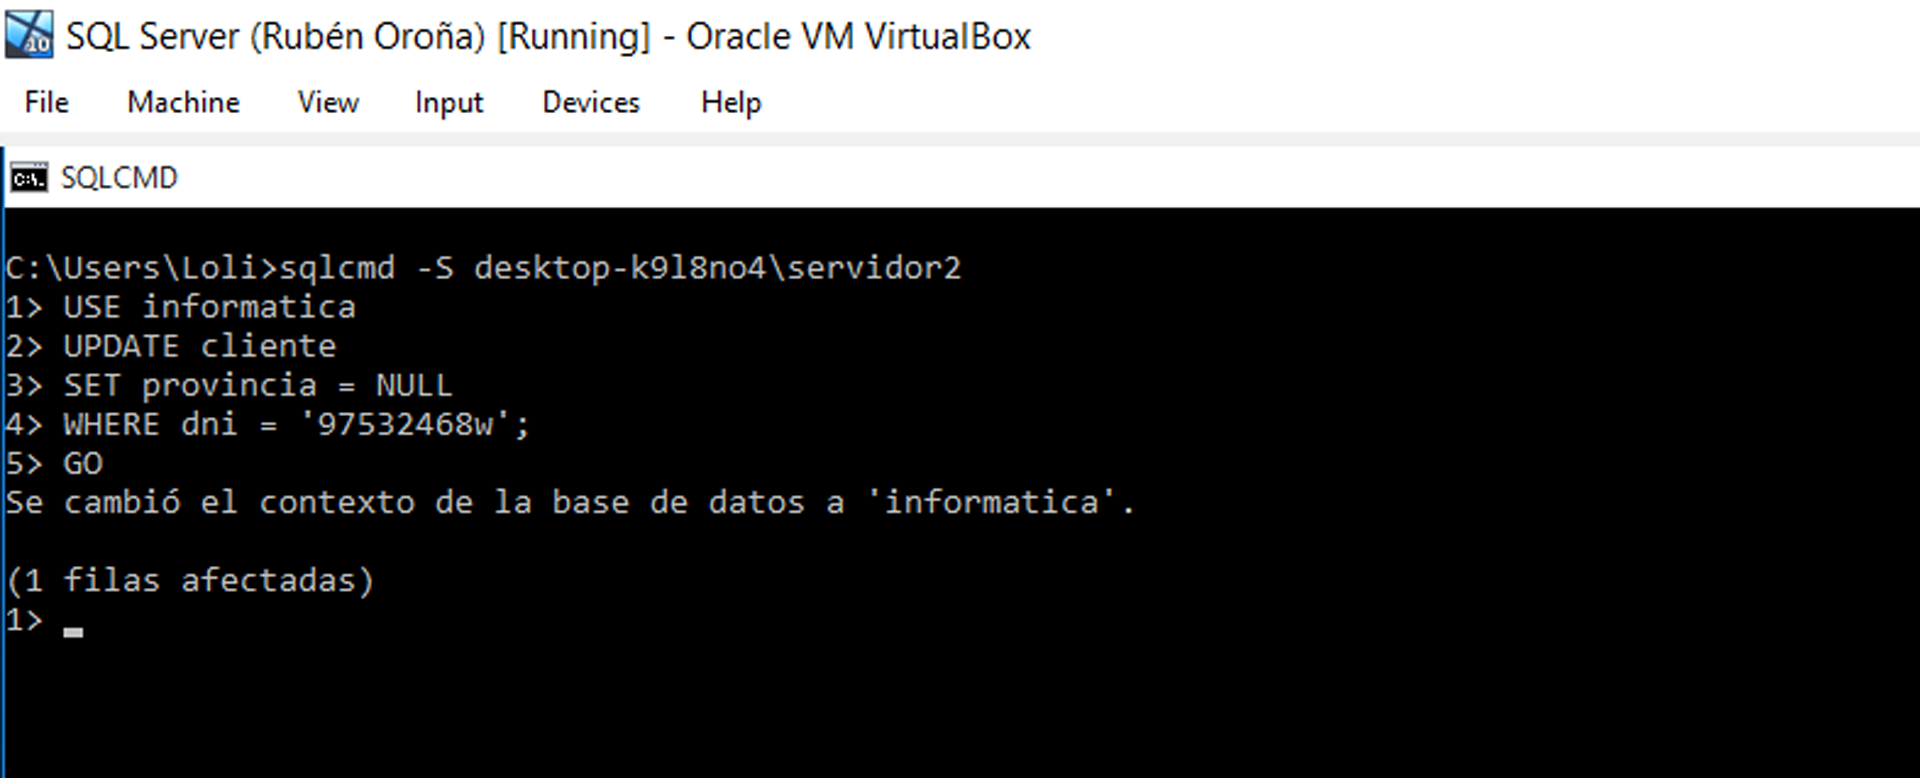 SQL Server (Rubén Oroña) [Running] - Oracle VM VirtualBox
File Machine View Input Devices Help
SQLCMD
C:\Users\Loli>sqlcmd -S desktop-k9l8no4\servidor2
1> USE informatica
2> UPDATE cliente
3> SET provincia = NULL
4> WHERE dni = '97532468w';
5> GO
Se cambió el contexto de la base de datos a 'informatica'.
(1 filas afectadas)
1>